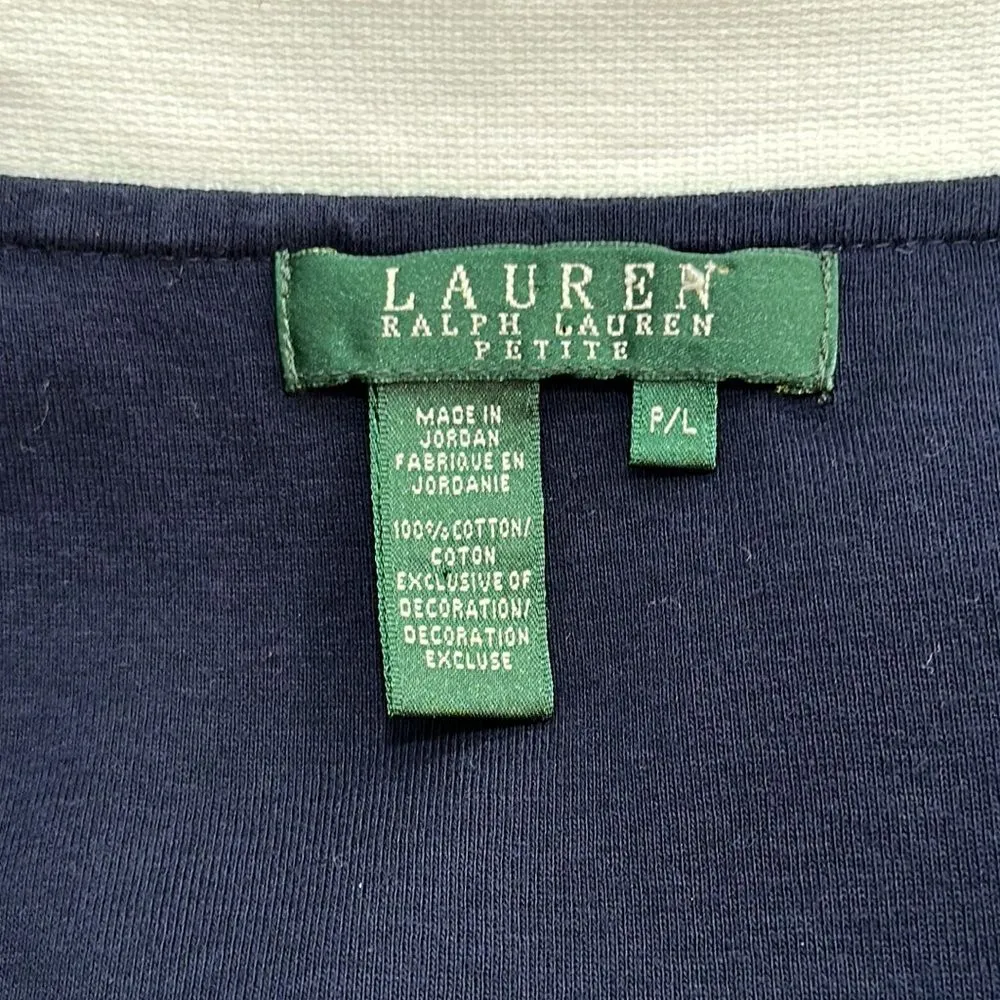 LAUREN
RALPH LAUREN
PETITE
P/L
MADE IN
JORDAN
FABRIQUE EN
JORDANIE
100% COTTON/
COTON
EXCLUSIVE OF
DECORATION/
DECORATION
EXCLUSE